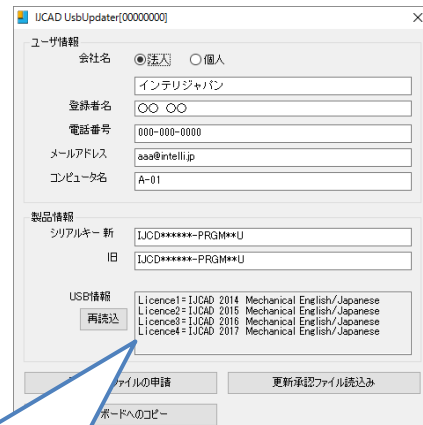 IJCAD UsbUpdater[00000000]
ユーザ情報
会社名 法人 個人
インテリジャパン
登録者名 〇〇 〇〇
電話番号 000-000-0000
メールアドレス aaa@intelli.jp
コンピュータ名 A-01
製品情報
シリアルキー 新 IJCD******-PRGM**U
旧 IJCD******-PRGM**U
USB情報
再読込
Licence1=IJCAD 2014 Mechanical English/Japanese
Licence2=IJCAD 2015 Mechanical English/Japanese
Licence3=IJCAD 2016 Mechanical English/Japanese
Licence4=IJCAD 2017 Mechanical English/Japanese
イルの申請 更新承認ファイル読込み
ボードへのコピー